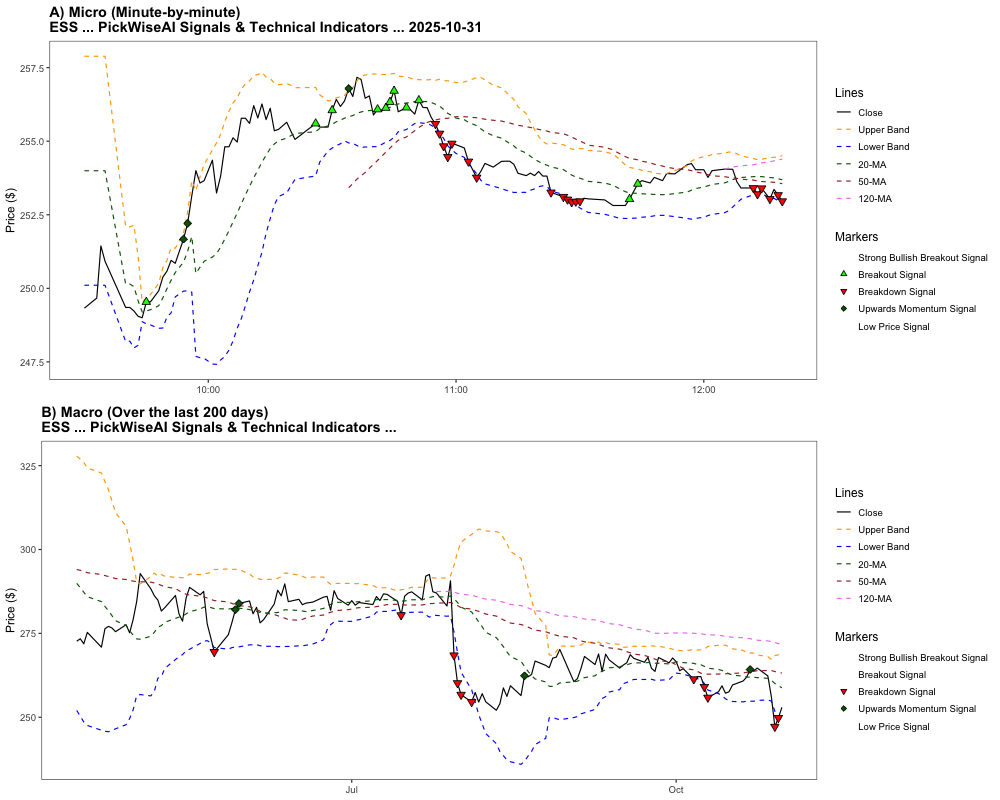 A) Micro (Minute-by-minute)
ESS ... PickWiseAI Signals & Technical Indicators ... 2025-10-31
Price ($)
257.5
255.0
252.5
250.0
247.5
10:00
11:00
12:00
Lines
Close
Upper Band
Lower Band
20-MA
50-MA
120-MA
Markers
Strong Bullish Breakout Signal
Breakout Signal
Breakdown Signal
Upwards Momentum Signal
Low Price Signal
B) Macro (Over the last 200 days)
ESS ... PickWiseAI Signals & Technical Indicators ...
Price ($)
325
300
275
250
Jul
Oct
Lines
Close
Upper Band
Lower Band
20-MA
50-MA
120-MA
Markers
Strong Bullish Breakout Signal
Breakout Signal
Breakdown Signal
Upwards Momentum Signal
Low Price Signal